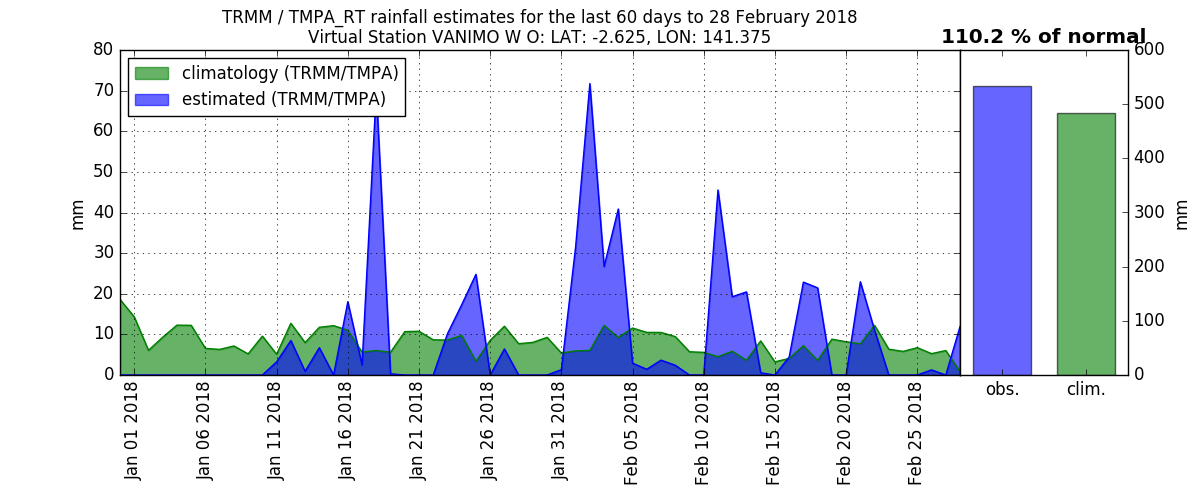 TRMM / TMPA_RT rainfall estimates for the last 60 days to 28 February 2018
Virtual Station VANIMO W O: LAT: -2.625, LON: 141.375
110.2 % of normal
climatology (TRMM/TMPA)
estimated (TRMM/TMPA)
80
70
60
50
40
30
20
10
0
mm
Jan 01 2018
Jan 06 2018
Jan 11 2018
Jan 16 2018
Jan 21 2018
Jan 26 2018
Jan 31 2018
Feb 05 2018
Feb 10 2018
Feb 15 2018
Feb 20 2018
Feb 25 2018
obs.
clim.
600
500
400
300
200
100
0
mm